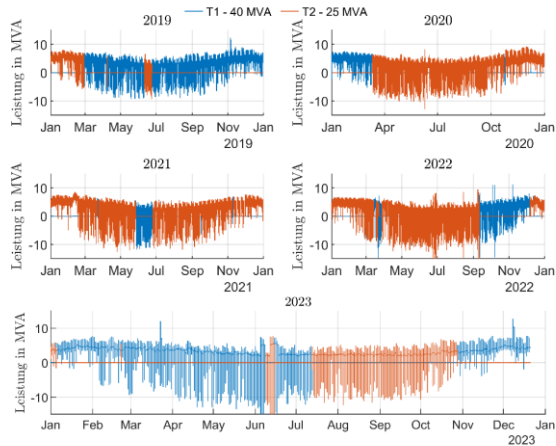 T1 - 40 MVA T2 - 25 MVA
2019 2020
Leistung in MVA
10
0
-10
Jan Mar May Jul Sep Nov Jan
2019
Leistung in MVA
10
0
-10
Jan Apr Jul Oct Jan
2020
2021 2022
Leistung in MVA
10
0
-10
Jan Mar May Jul Sep Nov Jan
2021
Leistung in MVA
10
0
-10
Jan Mar May Jul Sep Nov Jan
2022
2023
Leistung in MVA
10
0
-10
Jan Feb Mar Apr May Jun Jul Aug Sep Oct Nov Dec Jan
2023